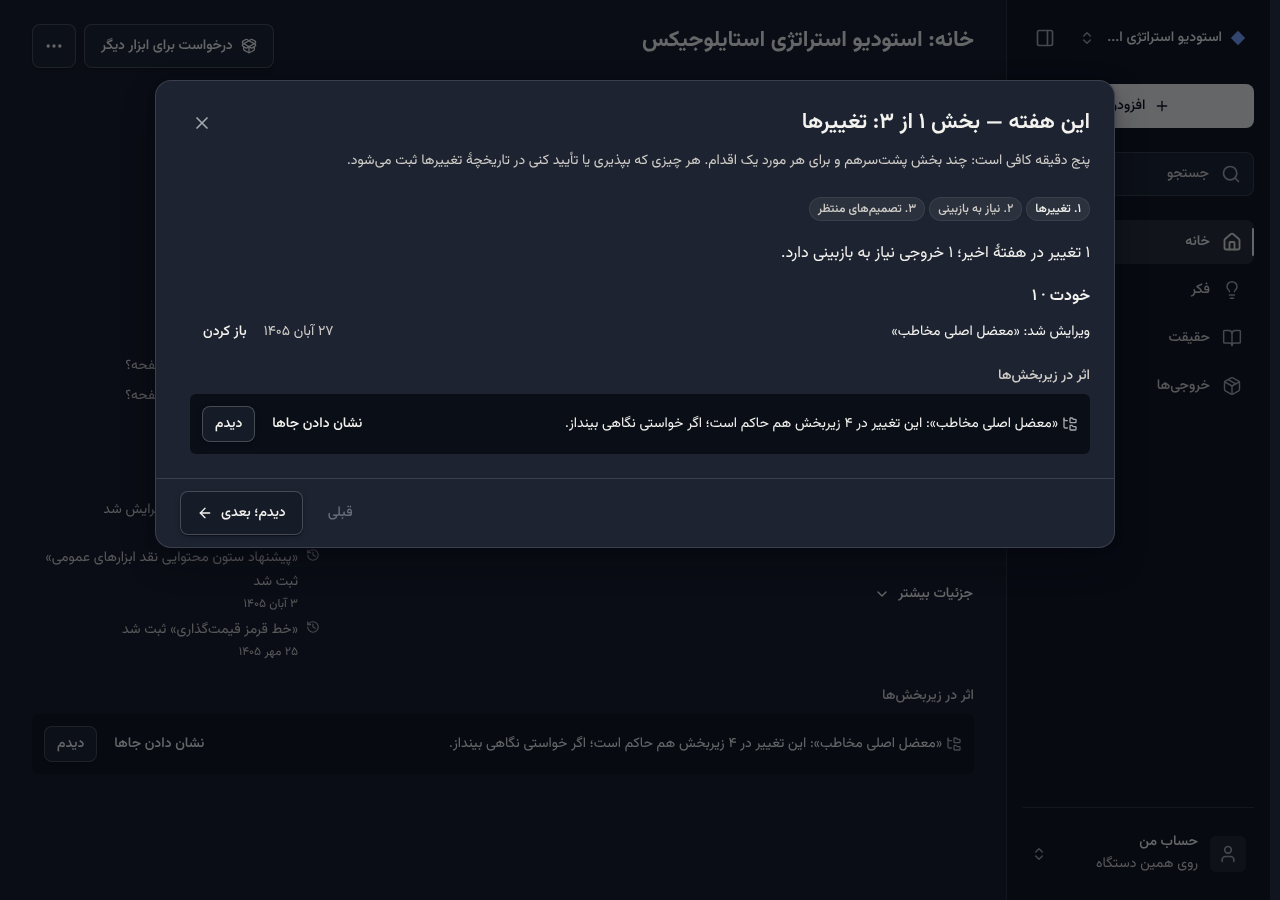 استودیو استراتژی ا...
خانه: استودیو استراتژی استایلوجیکس
درخواست برای ابزار دیگر
جستجو
خانه
فکر
حقیقت
خروجی‌ها
این هفته — بخش ۱ از ۳: تغییرها
پنج دقیقه کافی است: چند بخش پشت‌سرهم و برای هر مورد یک اقدام. هر چیزی که بپذیری یا تأیید کنی در تاریخچهٔ تغییرها ثبت می‌شود.
۱. تغییرها
۲. نیاز به بازبینی
۳. تصمیم‌های منتظر
۱ تغییر در هفتهٔ اخیر؛ ۱ خروجی نیاز به بازبینی دارد.
خودت · ۱
ویرایش شد: «معضل اصلی مخاطب»
۲۷ آبان ۱۴۰۵
باز کردن
اثر در زیربخش‌ها
«معضل اصلی مخاطب»: این تغییر در ۴ زیربخش هم حاکم است؛ اگر خواستی نگاهی بینداز.
نشان دادن جاها
دیدم
قبلی
دیدم؛ بعدی
«پیشنهاد ستون محتوایی نقد ابزارهای عمومی»
ثبت شد
۳ آبان ۱۴۰۵
«خط قرمز قیمت‌گذاری» ثبت شد
۲۵ مهر ۱۴۰۵
جزئیات بیشتر
اثر در زیربخش‌ها
«معضل اصلی مخاطب»: این تغییر در ۴ زیربخش هم حاکم است؛ اگر خواستی نگاهی بینداز.
نشان دادن جاها
دیدم
حساب من
روی همین دستگاه